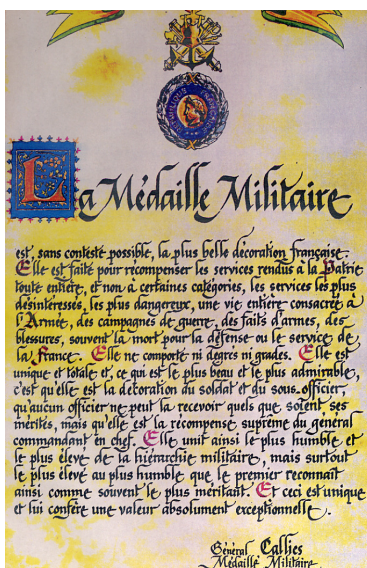 La Médaille Militaire
est, sans conteste possible, la plus belle décoration française.
Elle est faite pour récompenser les services rendus à la Patrie
toute entière, et non à certaines catégories, les services les plus
désintéressés, les plus dangereux, une vie entière consacrée à
l'Armée, des campagnes de guerre, des faits d'armes, des
blessures, souvent la mort pour la défense ou le service de
la France. Elle ne comporte ni degrés ni grades. Elle est
unique et totale et, ce qui est le plus beau et le plus admirable,
c'est qu'elle est la décoration du soldat et du sous-officier,
qu'aucun officier ne peut la recevoir quels que soient ses
mérites, mais qu'elle est la récompense suprême du général
commandant en chef. Elle unit ainsi le plus humble et
le plus élevé de la hiérarchie militaire, mais surtout
le plus élevé au plus humble que le premier reconnaît
ainsi comme souvent le plus méritant. Et ceci est unique
et lui confère une valeur absolument exceptionnelle.
Général Callies
Médaillé Militaire